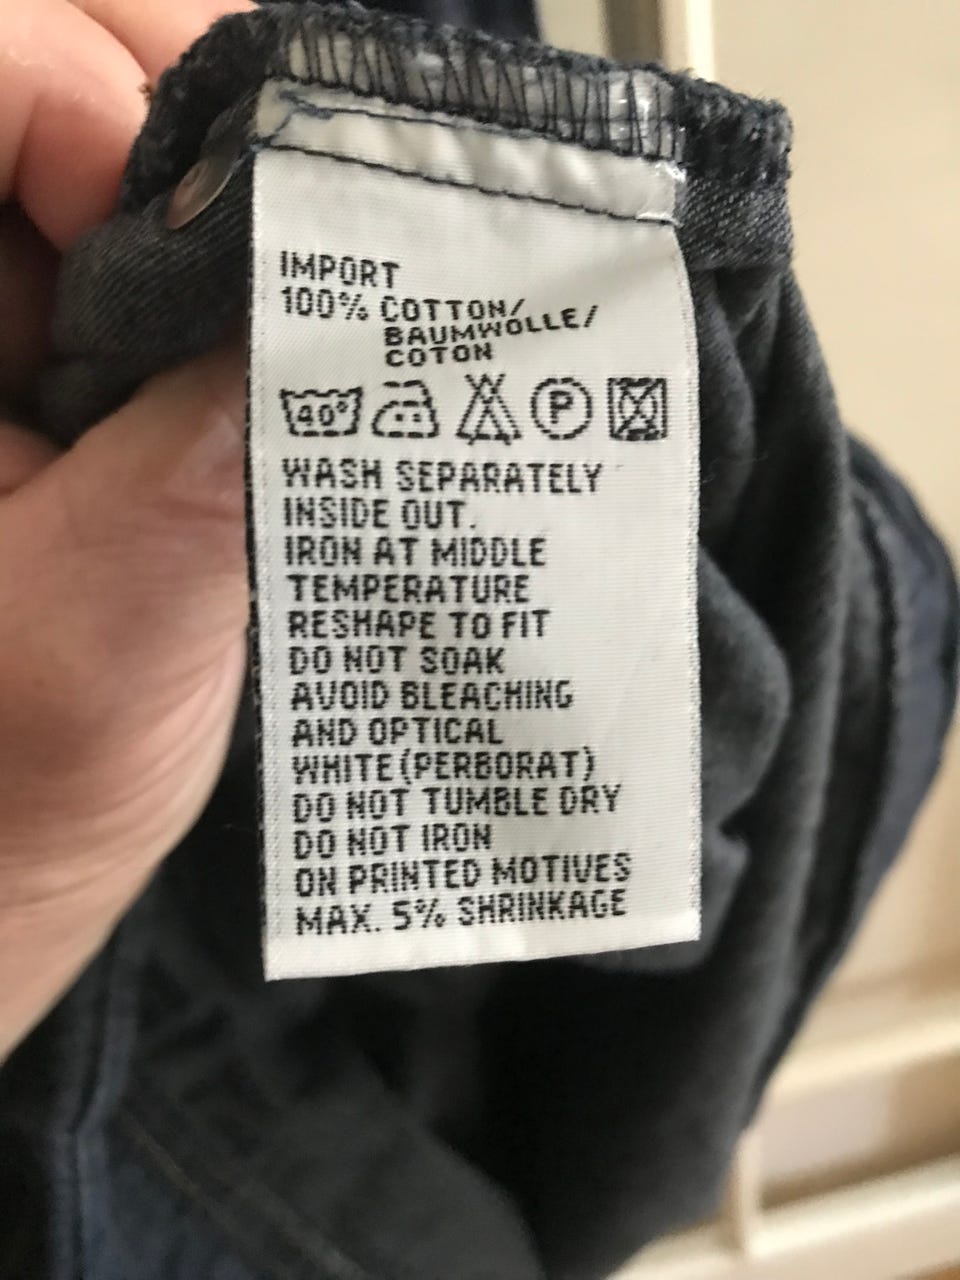 IMPORT
100% COTTON/
BAUMWOLLE/
COTON
40° P
WASH SEPARATELY
INSIDE OUT.
IRON AT MIDDLE
TEMPERATURE
RESHAPE TO FIT
DO NOT SOAK
AVOID BLEACHING
AND OPTICAL
WHITE(PERBORAT)
DO NOT TUMBLE DRY
DO NOT IRON
ON PRINTED MOTIVES
MAX. 5% SHRINKAGE